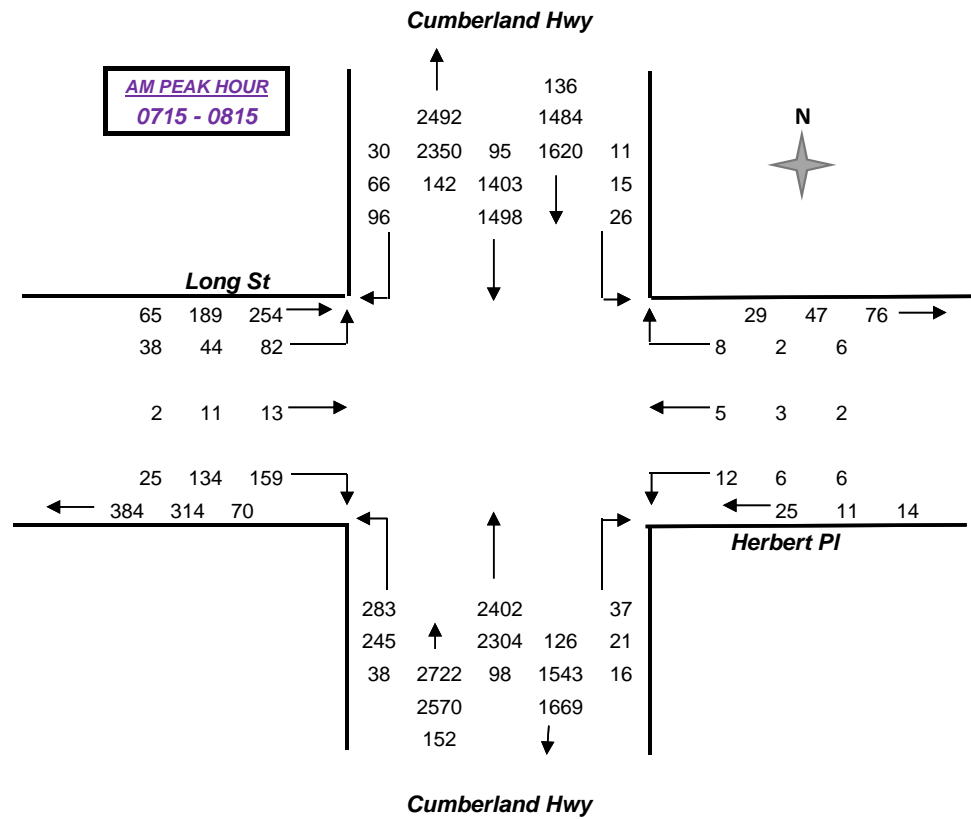 Cumberland Hwy
AM PEAK HOUR
0715 - 0815
136
2492 1484
N
30 2350 95 1620 11
66 142 1403 15
96 1498 26
Long St
65 189 254
29 47 76
38 44 82
8 2 6
2 11 13
5 3 2
25 134 159
12 6 6
384 314 70
25 11 14
Herbert Pl
283 2402 37
245 2304 126 21
38 2722 98 1543 16
2570 1669
152
Cumberland Hwy